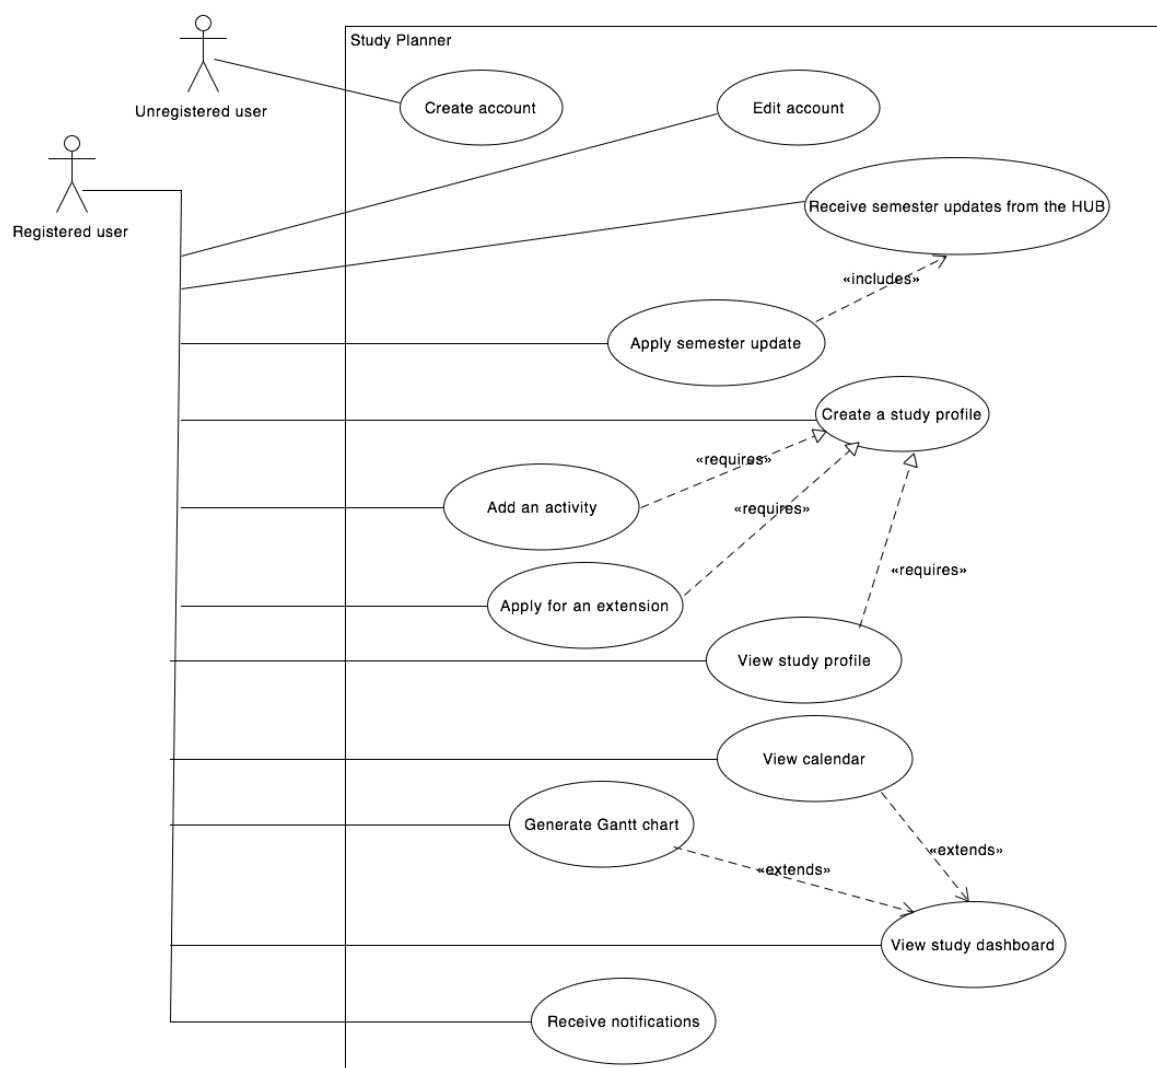 Study Planner
Unregistered user
Create account
Edit account
Registered user
Receive semester updates from the HUB
«includes»
Apply semester update
Create a study profile
«requires»
Add an activity
«requires»
«requires»
Apply for an extension
View study profile
View calendar
Generate Gantt chart
«extends»
«extends»
View study dashboard
Receive notifications